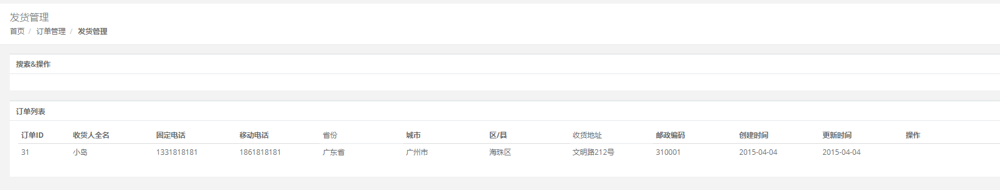 发货管理
首页 / 订单管理 / 发货管理
搜索&操作
订单列表
订单ID 收货人全名 固定电话 移动电话 省份 城市 区/县 收货地址 邮政编码 创建时间 更新时间 操作
31 小岛 1331818181 1861818181 广东省 广州市 海珠区 文明路212号 310001 2015-04-04 2015-04-04